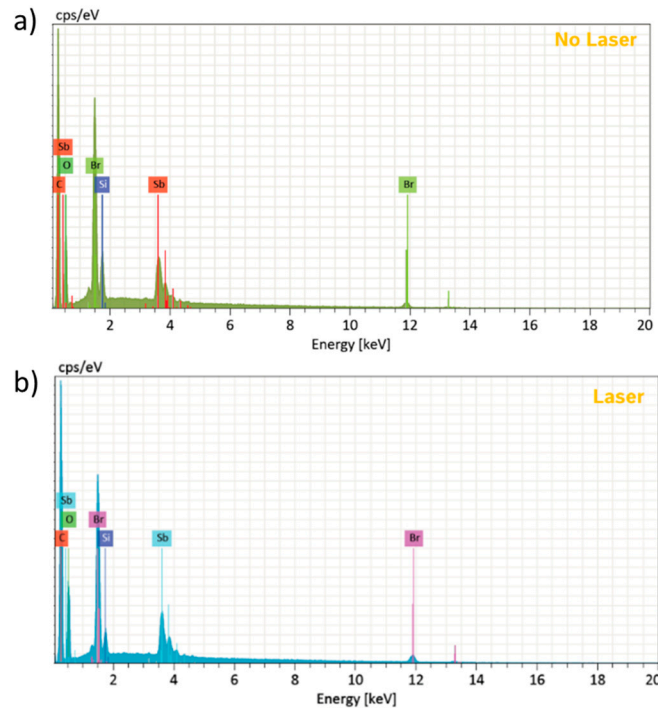 a)
cps/eV
No Laser
Sb
O Br
C Si Sb Br
2 4 6 8 10 12 14 16 18 20
Energy [keV]
b)
cps/eV
Laser
Sb
O Br
C Si Sb Br
2 4 6 8 10 12 14 16 18 20
Energy [keV]